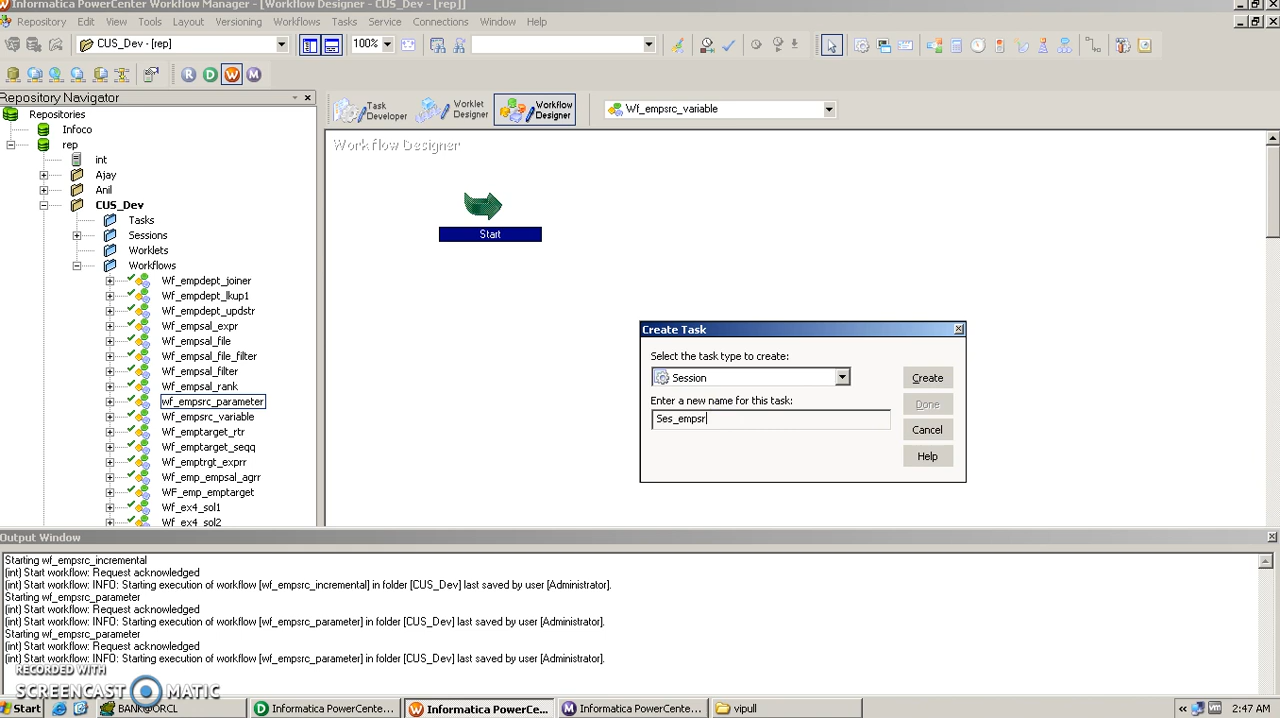 Informatica PowerCenter Workflow Manager - [Workflow Designer - CUS_Dev - [rep]]
Repository Edit View Tools Layout Versioning Workflows Tasks Service Connections Window Help
CUS_Dev - [rep]
100%
R D W M
Repository Navigator
Task Developer
Worklet Designer
Workflow Designer
Wf_empsrc_variable
Repositories
Infoco
rep
int
Ajay
Anil
CUS_Dev
Tasks
Sessions
Worklets
Workflows
Wf_empdept_joiner
Wf_empdept_lkup1
Wf_empdept_updstr
Wf_empsal_expr
Wf_empsal_file
Wf_empsal_file_filter
Wf_empsal_filter
Wf_empsal_rank
wf_empsrc_parameter
Wf_empsrc_variable
Wf_emptarget_rtr
Wf_emptarget_seqq
Wf_emptrgt_exprr
Wf_emp_empsal_agrr
WF_emp_emptarget
Wf_ex4_sol1
Wf_ex4_sol2
Workflow Designer
Start
Create Task
Select the task type to create:
Session
Create
Enter a new name for this task:
Done
Ses_empsr
Cancel
Help
Output Window
Starting wf_empsrc_incremental
(int) Start workflow: Request acknowledged
(int) Start workflow: INFO: Starting execution of workflow [wf_empsrc_incremental] in folder [CUS_Dev] last saved by user [Administrator].
Starting wf_empsrc_parameter
(int) Start workflow: Request acknowledged
(int) Start workflow: INFO: Starting execution of workflow [wf_empsrc_parameter] in folder [CUS_Dev] last saved by user [Administrator].
Starting wf_empsrc_parameter
(int) Start workflow: Request acknowledged
(int) Start workflow: INFO: Starting execution of workflow [wf_empsrc_parameter] in folder [CUS_Dev] last saved by user [Administrator].
RECORDED WITH
SCREENCAST MATIC
Start
BANK@ORCL
Informatica PowerCente...
Informatica PowerCe...
Informatica PowerCente...
vipull
2:47 AM